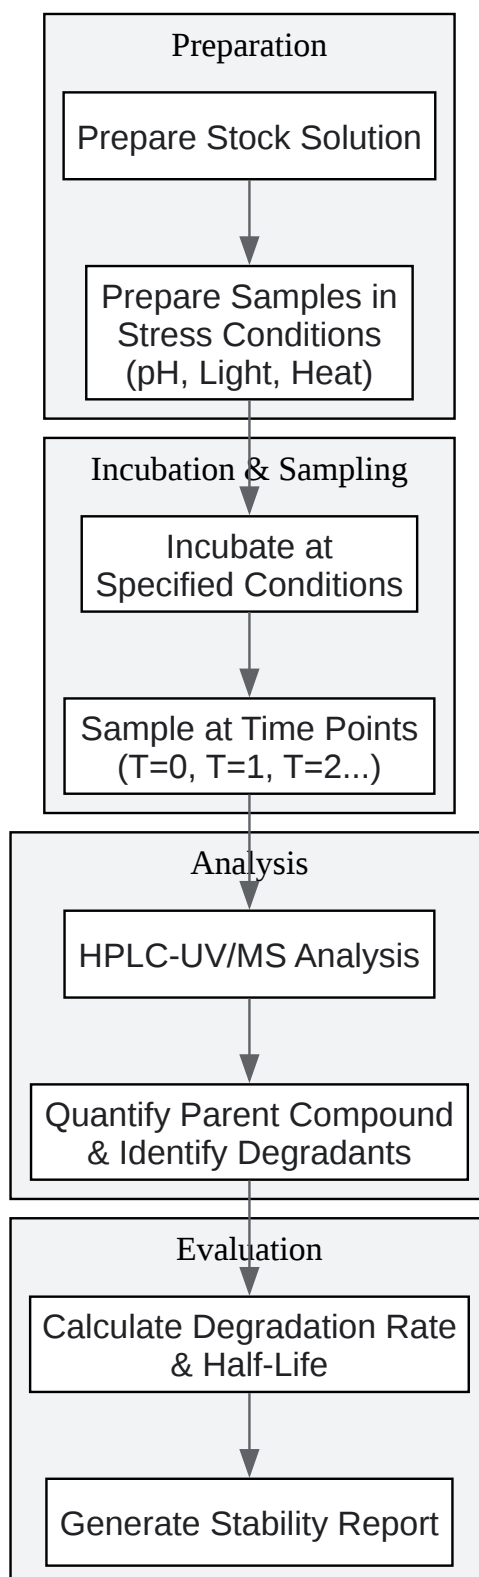 Preparation
Prepare Stock Solution
Prepare Samples in
Stress Conditions
(pH, Light, Heat)
Incubation & Sampling
Incubate at
Specified Conditions
Sample at Time Points
(T=0, T=1, T=2...)
Analysis
HPLC-UV/MS Analysis
Quantify Parent Compound
& Identify Degradants
Evaluation
Calculate Degradation Rate
& Half-Life
Generate Stability Report